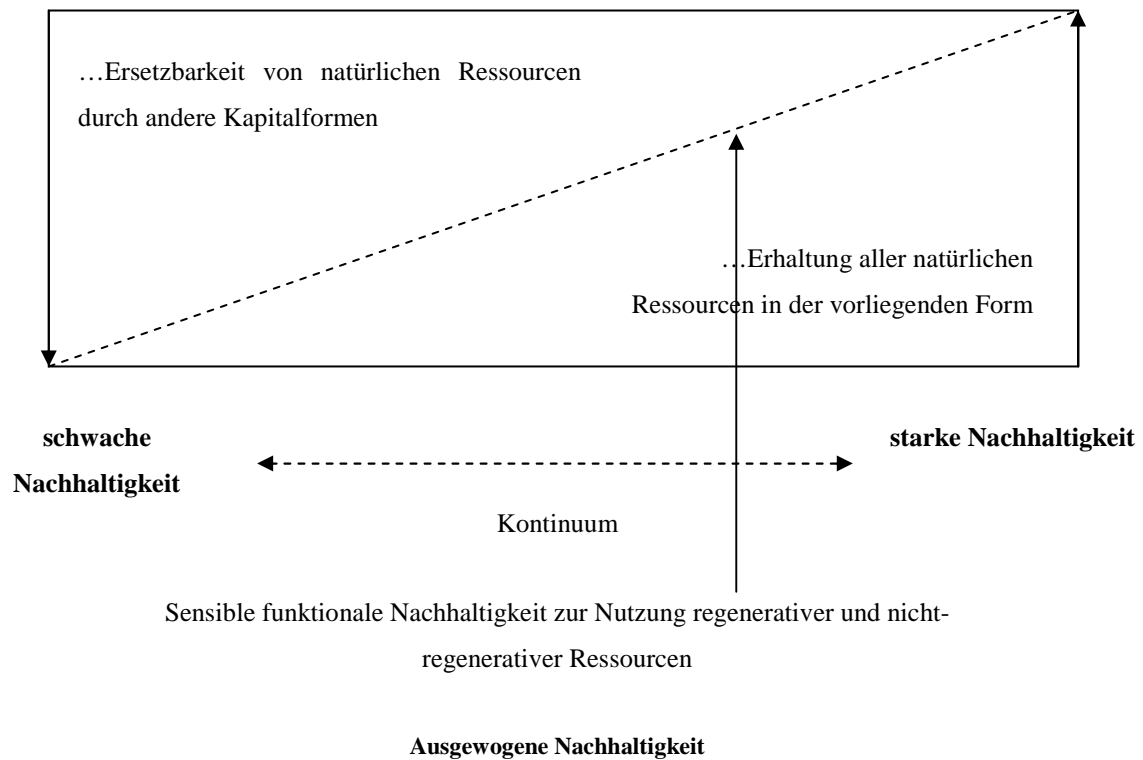 …Ersetzbarkeit von natürlichen Ressourcen
durch andere Kapitalformen
…Erhaltung aller natürlichen
Ressourcen in der vorliegenden Form
schwache
Nachhaltigkeit
starke Nachhaltigkeit
Kontinuum
Sensible funktionale Nachhaltigkeit zur Nutzung regenerativer und nicht-
regenerativer Ressourcen
Ausgewogene Nachhaltigkeit